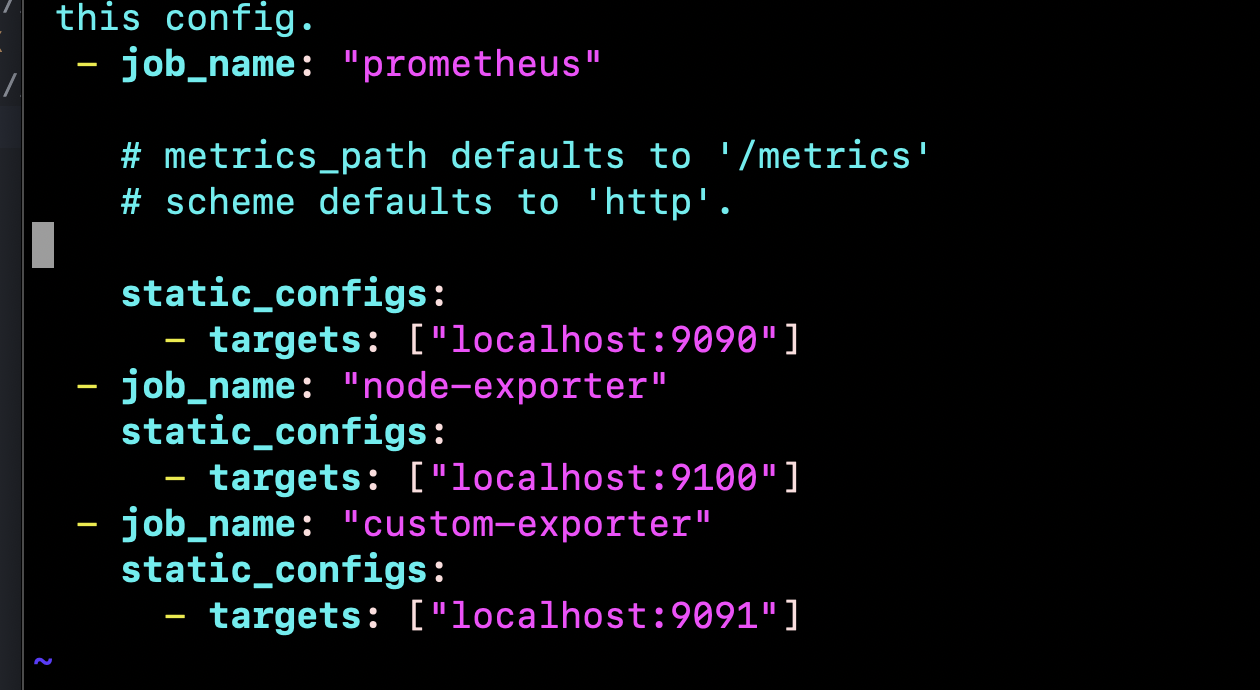 this config.
- job_name: "prometheus"
# metrics_path defaults to '/metrics'
# scheme defaults to 'http'.
static_configs:
- targets: ["localhost:9090"]
- job_name: "node-exporter"
static_configs:
- targets: ["localhost:9100"]
- job_name: "custom-exporter"
static_configs:
- targets: ["localhost:9091"]
~